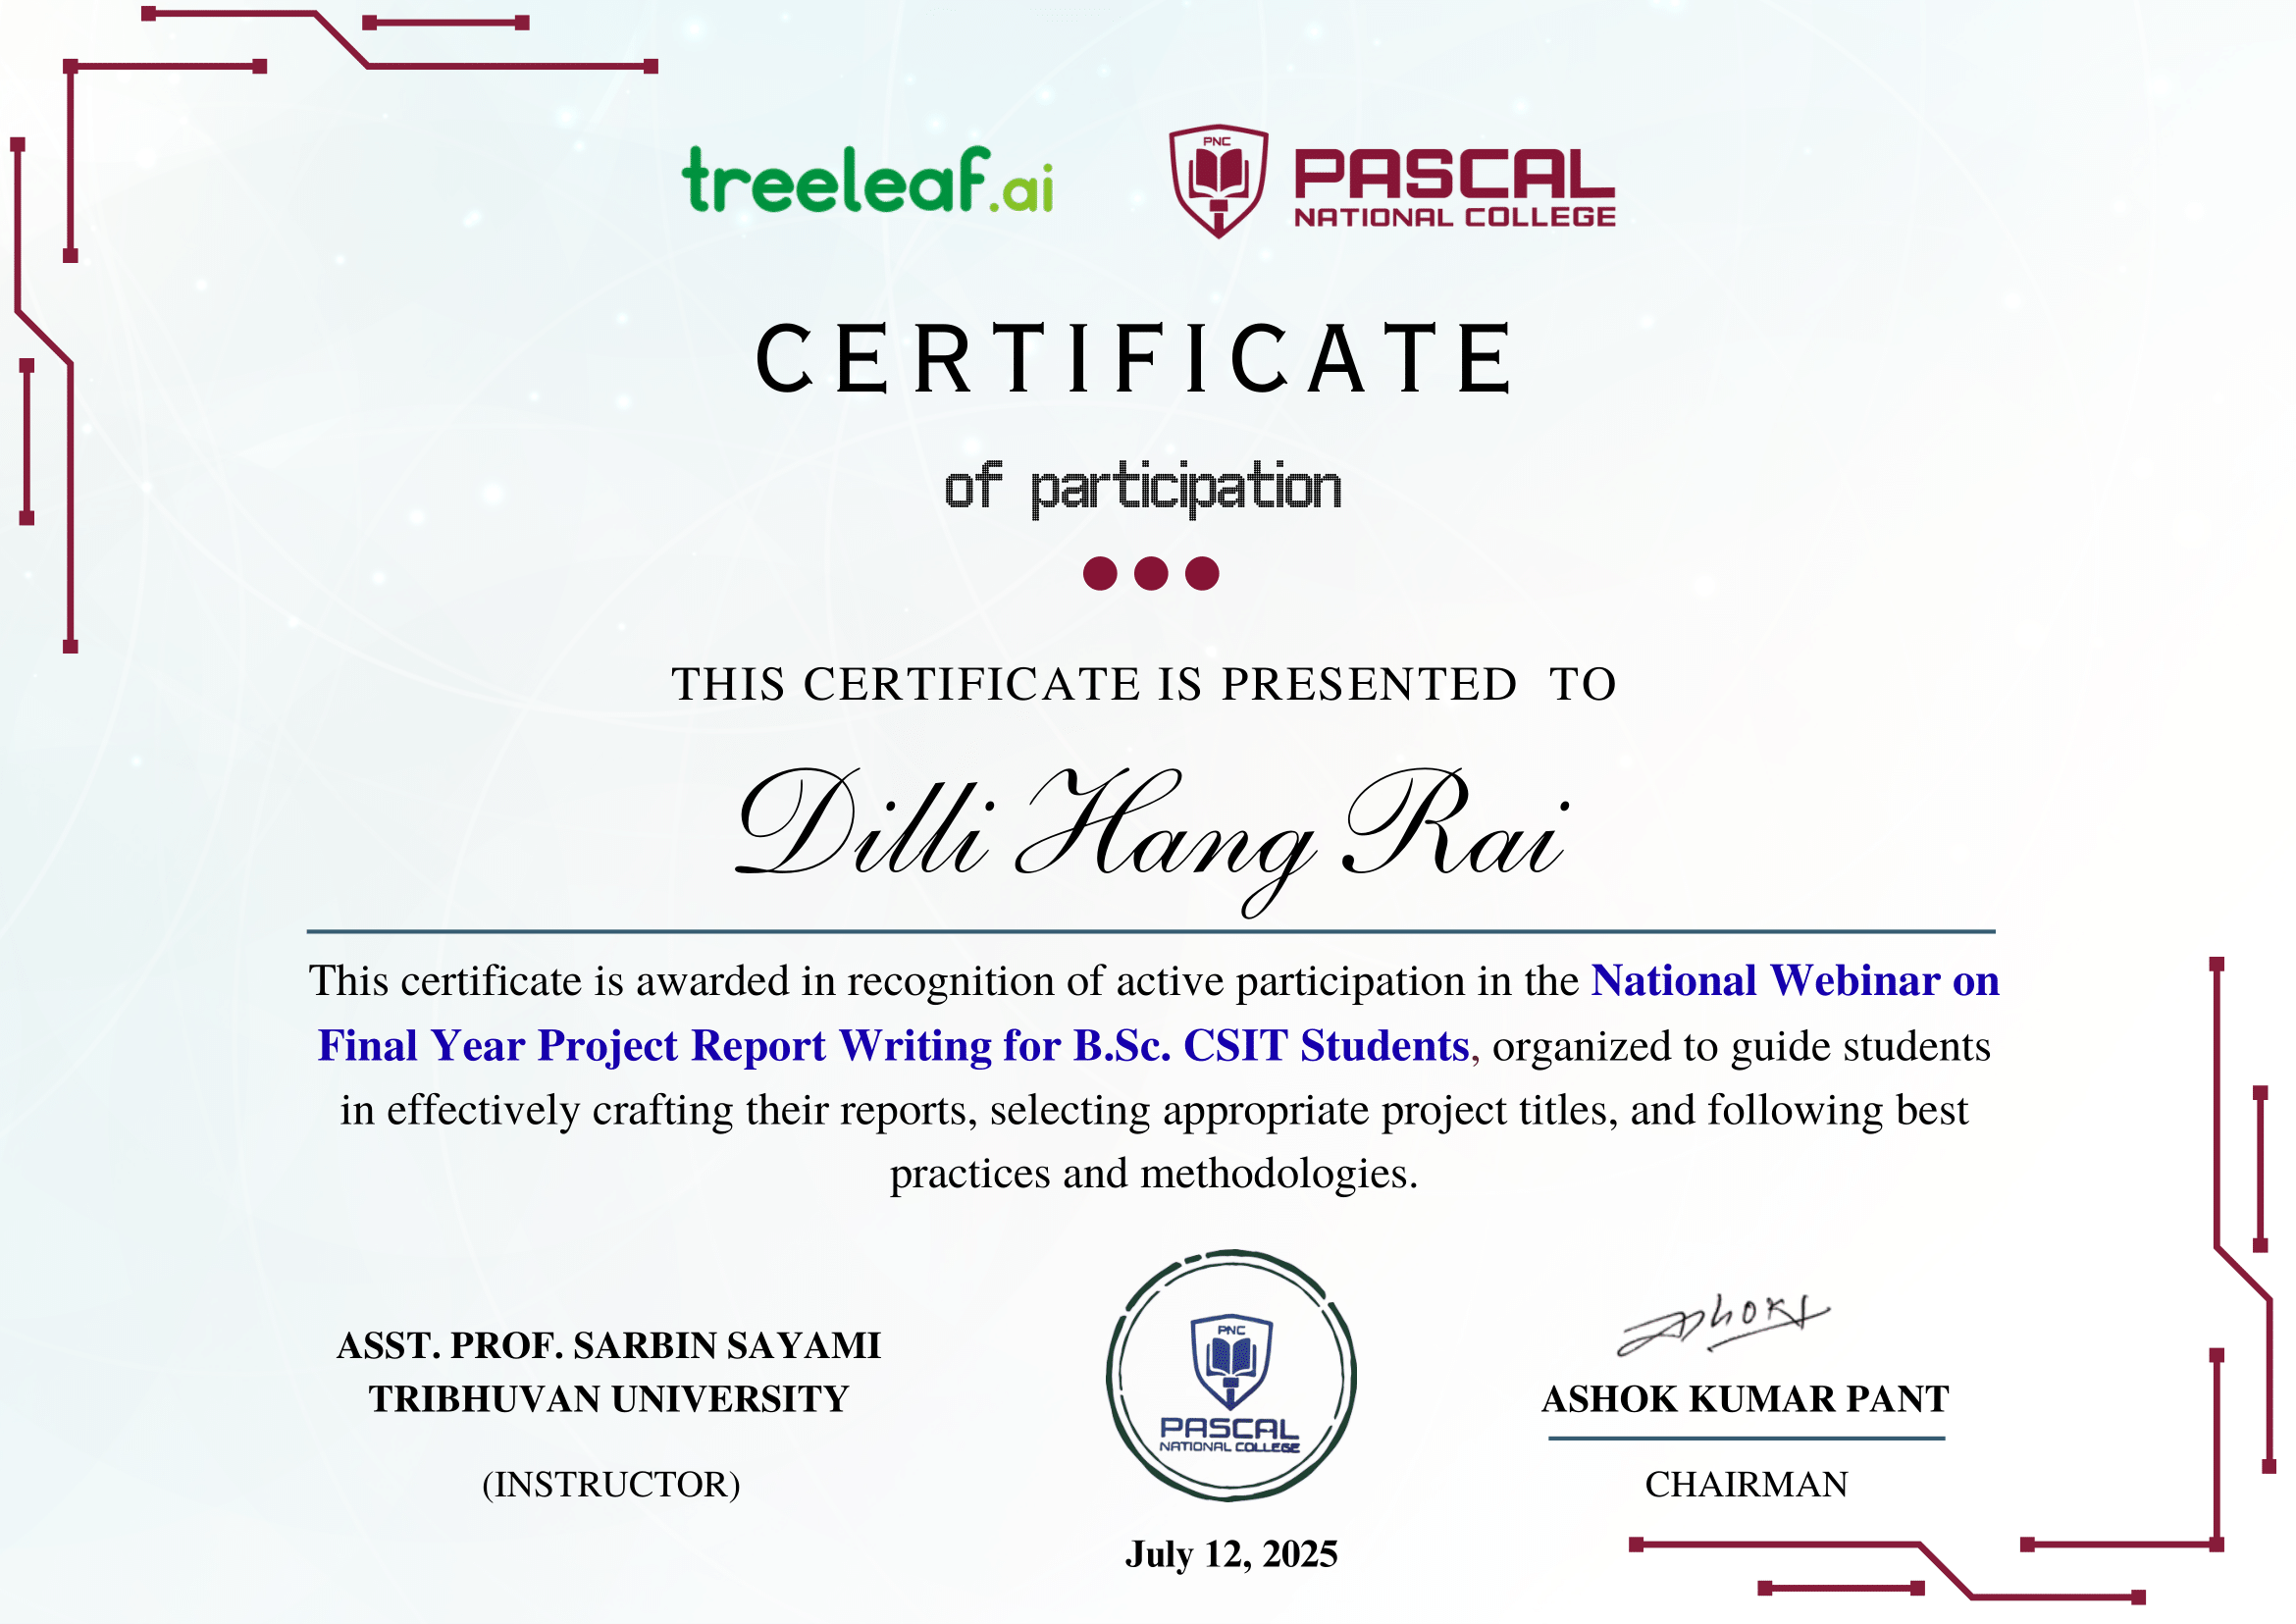 treeleaf.ai
PNC
PASCAL
NATIONAL COLLEGE
CERTIFICATE
of participation
THIS CERTIFICATE IS PRESENTED TO
Dilli Hang Rai
This certificate is awarded in recognition of active participation in the National Webinar on
Final Year Project Report Writing for B.Sc. CSIT Students, organized to guide students
in effectively crafting their reports, selecting appropriate project titles, and following best
practices and methodologies.
ASST. PROF. SARBIN SAYAMI
TRIBHUVAN UNIVERSITY
(INSTRUCTOR)
PNC
PASCAL
NATIONAL COLLEGE
July 12, 2025
Ashok
ASHOK KUMAR PANT
CHAIRMAN